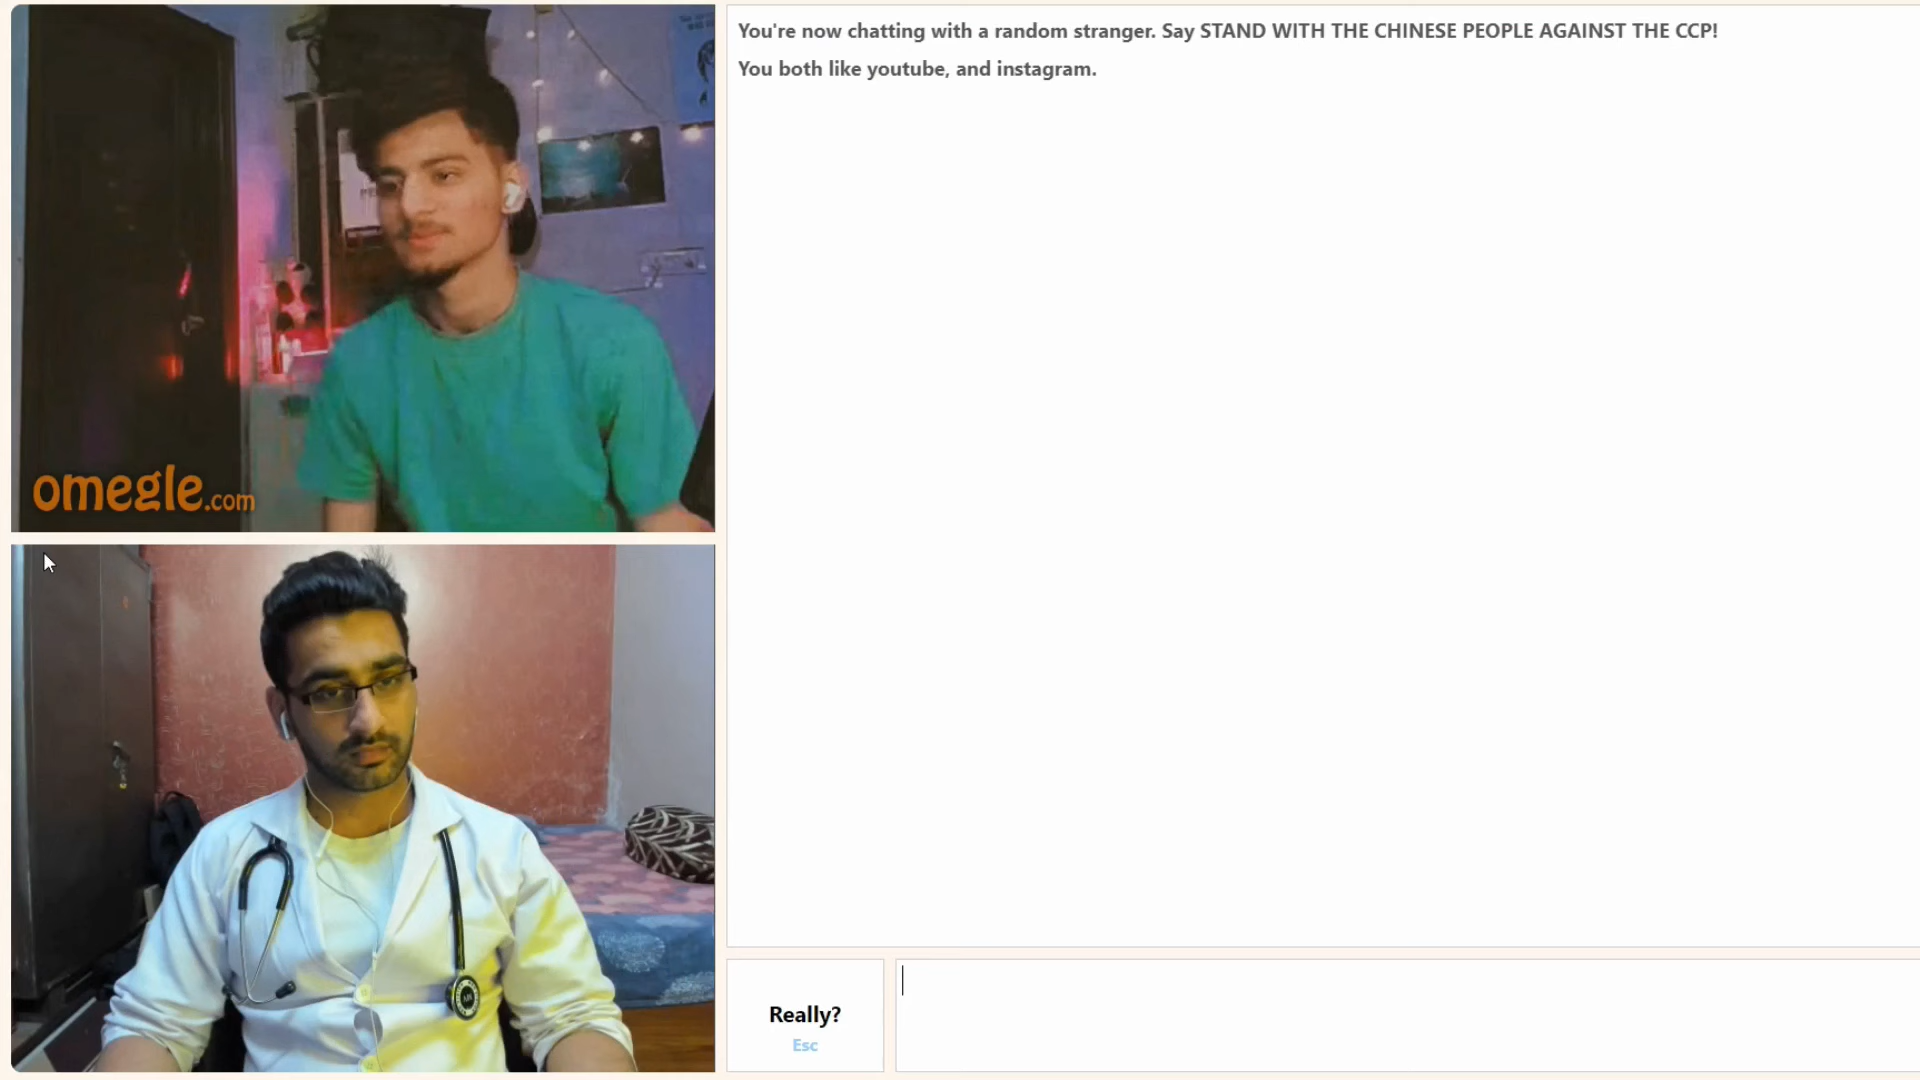 You're now chatting with a random stranger. Say STAND WITH THE CHINESE PEOPLE AGAINST THE CCP!
You both like youtube, and instagram.
omegle.com
Really?
Esc